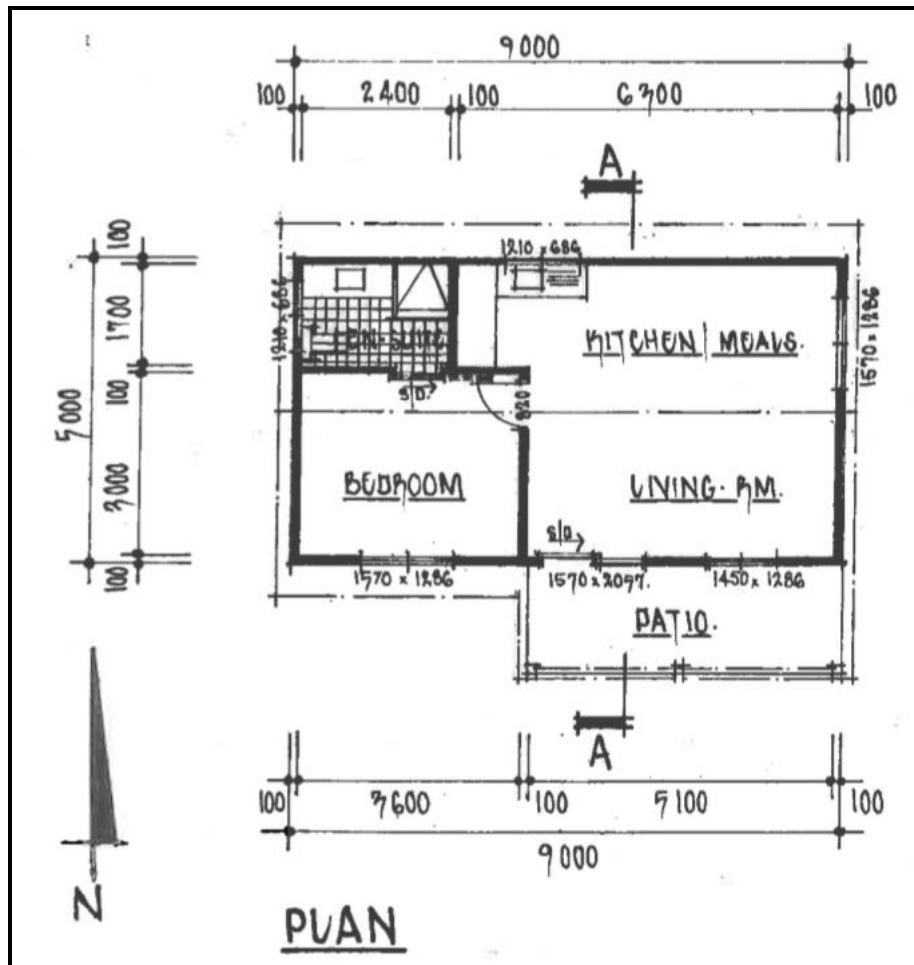 9000
100 2400 100 6300 100
A
100
1700
100
3000
100
5000
1210 x 686
1210 x 686
EN-SUITE
KITCHEN / MEALS.
1570 x 1286
S/D.
820
BEDROOM
LIVING. RM.
S/D.
1570 x 1286
1570 x 2097.
1450 x 1286
PATIO.
A
100 3600 100 5100 100
9000
N
PLAN